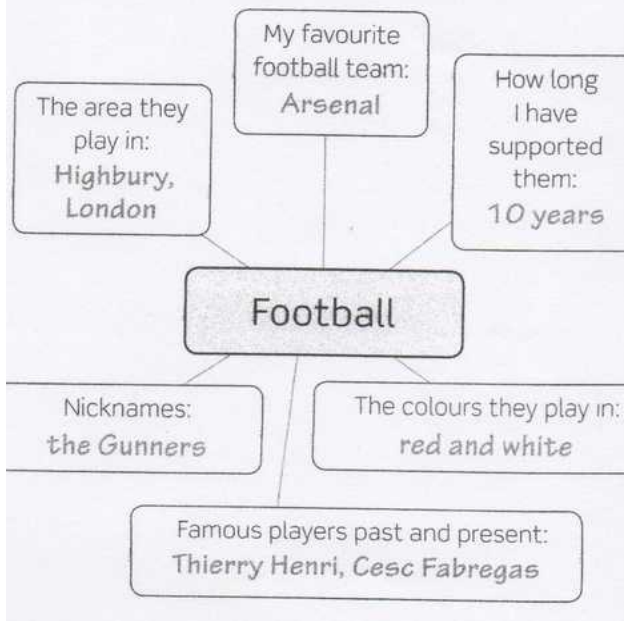 My favourite
football team:
Arsenal
The area they
play in:
Highbury,
London
How long
I have
supported
them:
10 years
Football
Nicknames:
the Gunners
The colours they play in:
red and white
Famous players past and present:
Thierry Henri, Cesc Fabregas